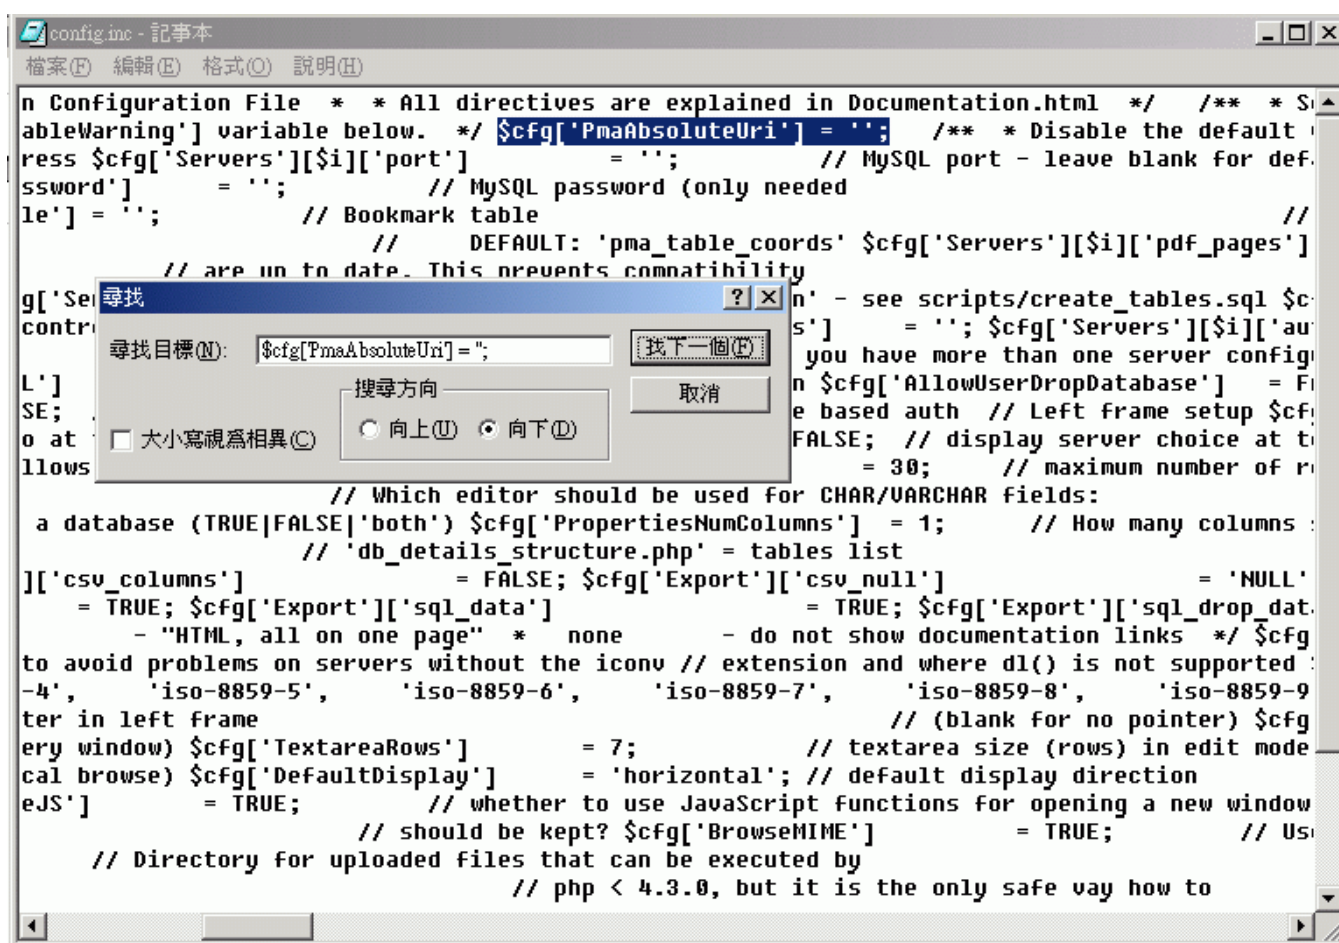 config.inc - 記事本
檔案(F) 編輯(E) 格式(O) 說明(H)
n Configuration File * * All directives are explained in Documentation.html */ /** * S
ableWarning'] variable below. */ $cfg['PmaAbsoluteUri'] = ''; /** * Disable the default
ress $cfg['Servers'][$i]['port'] = ''; // MySQL port - leave blank for def
ssword'] = ''; // MySQL password (only needed
le'] = ''; // Bookmark table //
// DEFAULT: 'pma_table_coords' $cfg['Servers'][$i]['pdf_pages']
// are up to date. This prevents compatibility
g['Se n' - see scripts/create_tables.sql $c
contr s'] = ''; $cfg['Servers'][$i]['au
you have more than one server config
L'] n $cfg['AllowUserDropDatabase'] = F
SE; e based auth // Left frame setup $cf
o at FALSE; // display server choice at t
llows = 30; // maximum number of r
尋找
尋找目標(N): $cfg['PmaAbsoluteUri'] = '';
找下一個(F)
取消
搜尋方向
向上(U) 向下(D)
大小寫視為相異(C)
// Which editor should be used for CHAR/VARCHAR fields:
a database (TRUE|FALSE|'both') $cfg['PropertiesNumColumns'] = 1; // How many columns
// 'db_details_structure.php' = tables list
]['csv_columns'] = FALSE; $cfg['Export']['csv_null'] = 'NULL'
= TRUE; $cfg['Export']['sql_data'] = TRUE; $cfg['Export']['sql_drop_dat
- "HTML, all on one page" * none - do not show documentation links */ $cfg
to avoid problems on servers without the iconv // extension and where dl() is not supported
-4', 'iso-8859-5', 'iso-8859-6', 'iso-8859-7', 'iso-8859-8', 'iso-8859-9
ter in left frame // (blank for no pointer) $cfg
ery window) $cfg['TextareaRows'] = 7; // textarea size (rows) in edit mode
cal browse) $cfg['DefaultDisplay'] = 'horizontal'; // default display direction
eJS'] = TRUE; // whether to use JavaScript functions for opening a new window
// should be kept? $cfg['BrowseMIME'] = TRUE; // Us
// Directory for uploaded files that can be executed by
// php < 4.3.0, but it is the only safe vay how to